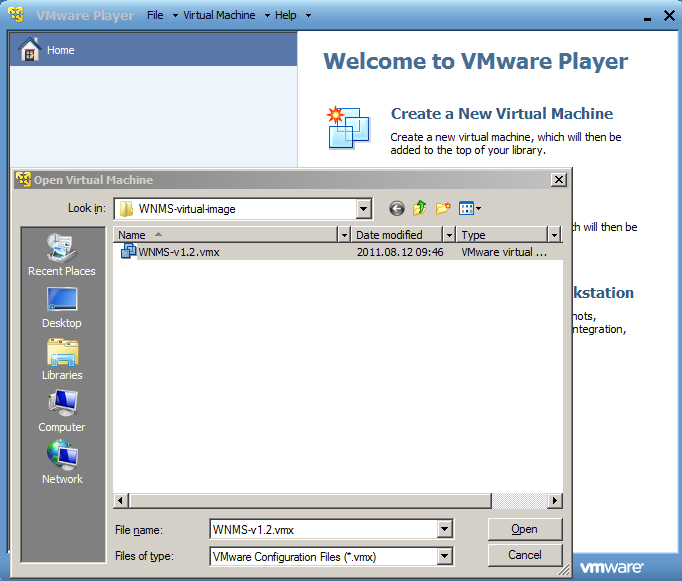 VMware Player File Virtual Machine Help
Home
Welcome to VMware Player
Create a New Virtual Machine
Create a new virtual machine, which will then be
added to the top of your library.
Open Virtual Machine
Look in: WNMS-virtual-image
h will then be
Name Date modified Type
WNMS-v1.2.vmx 2011.08.12 09:46 VMware virtual ...
Recent Places
kstation
nots,
Desktop
integration,
Libraries
Computer
Network
File name: WNMS-v1.2.vmx Open
Files of type: VMware Configuration Files (*.vmx) Cancel
vmware